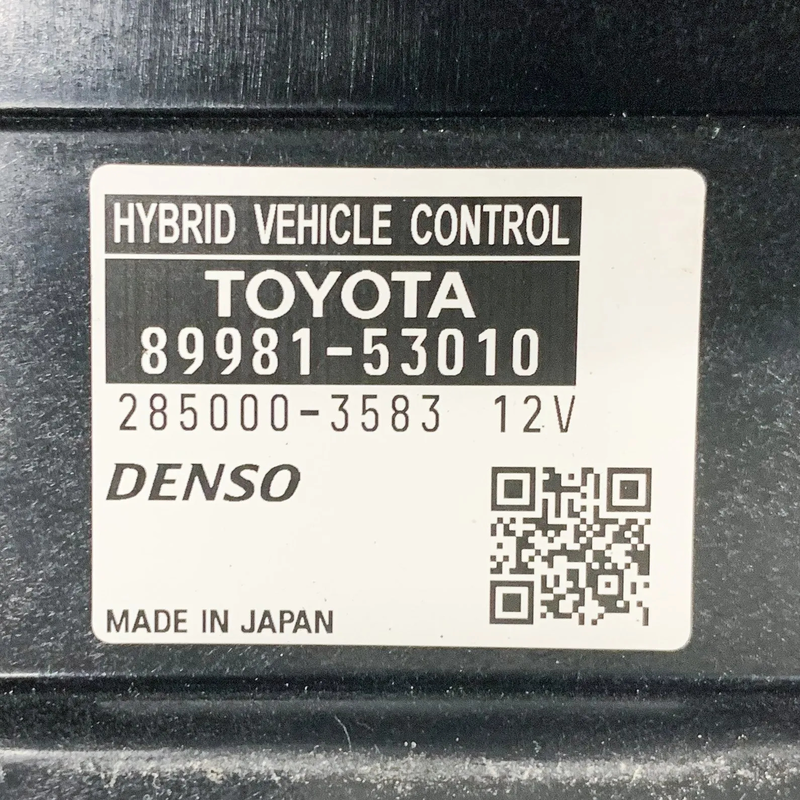 HYBRID VEHICLE CONTROL
TOYOTA
89981-53010
285000-3583 12V
DENSO
MADE IN JAPAN